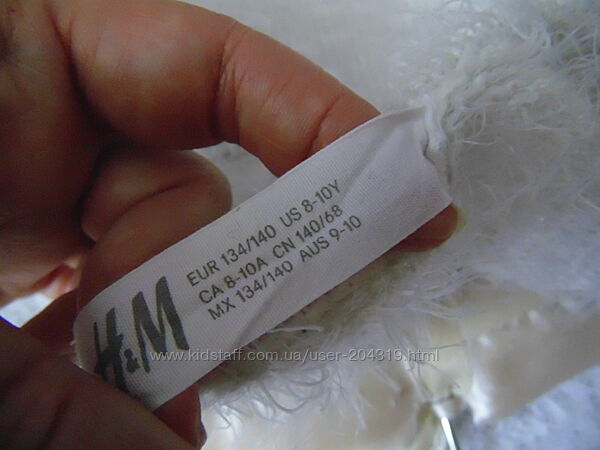 H&M
EUR 134/140 US 8-10Y
CA 8-10A CN 140/68
MX 134/140 AUS 9-10
www.kidstaff.com.ua/user-204319.html